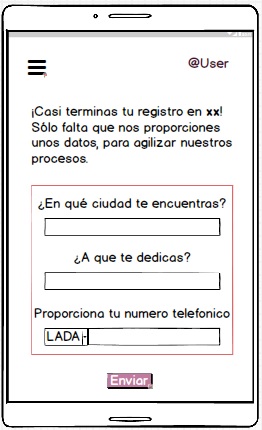 @User
¡Casi terminas tu registro en xx!
Sólo falta que nos proporciones
unos datos, para agilizar nuestros
procesos.
¿En qué ciudad te encuentras?
¿A que te dedicas?
Proporciona tu numero telefonico
LADA -
Enviar